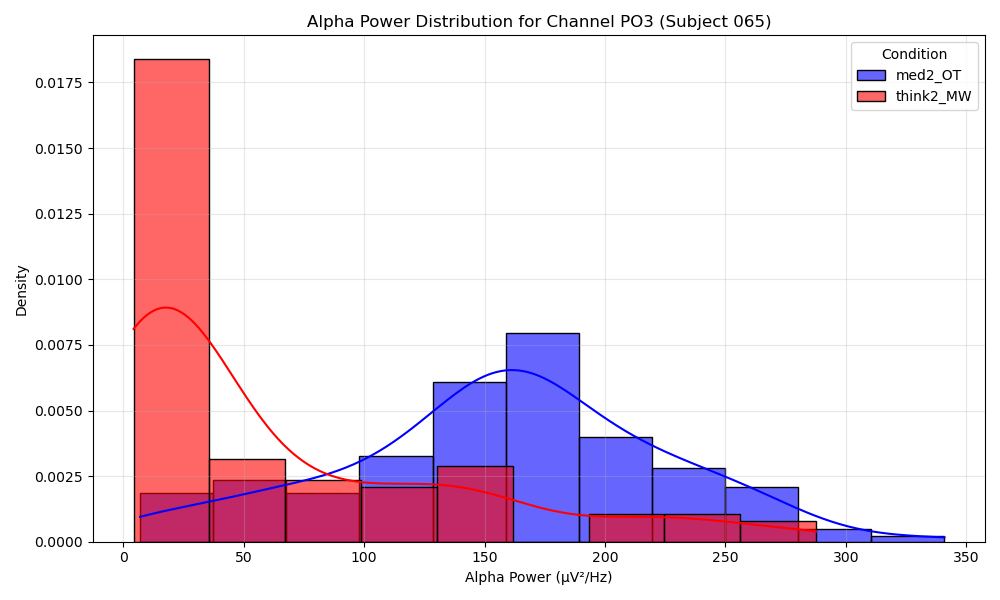 Alpha Power Distribution for Channel PO3 (Subject 065)
Condition
med2_OT
think2_MW
0.0175
0.0150
0.0125
0.0100
0.0075
0.0050
0.0025
0.0000
Density
0 50 100 150 200 250 300 350
Alpha Power (µV²/Hz)